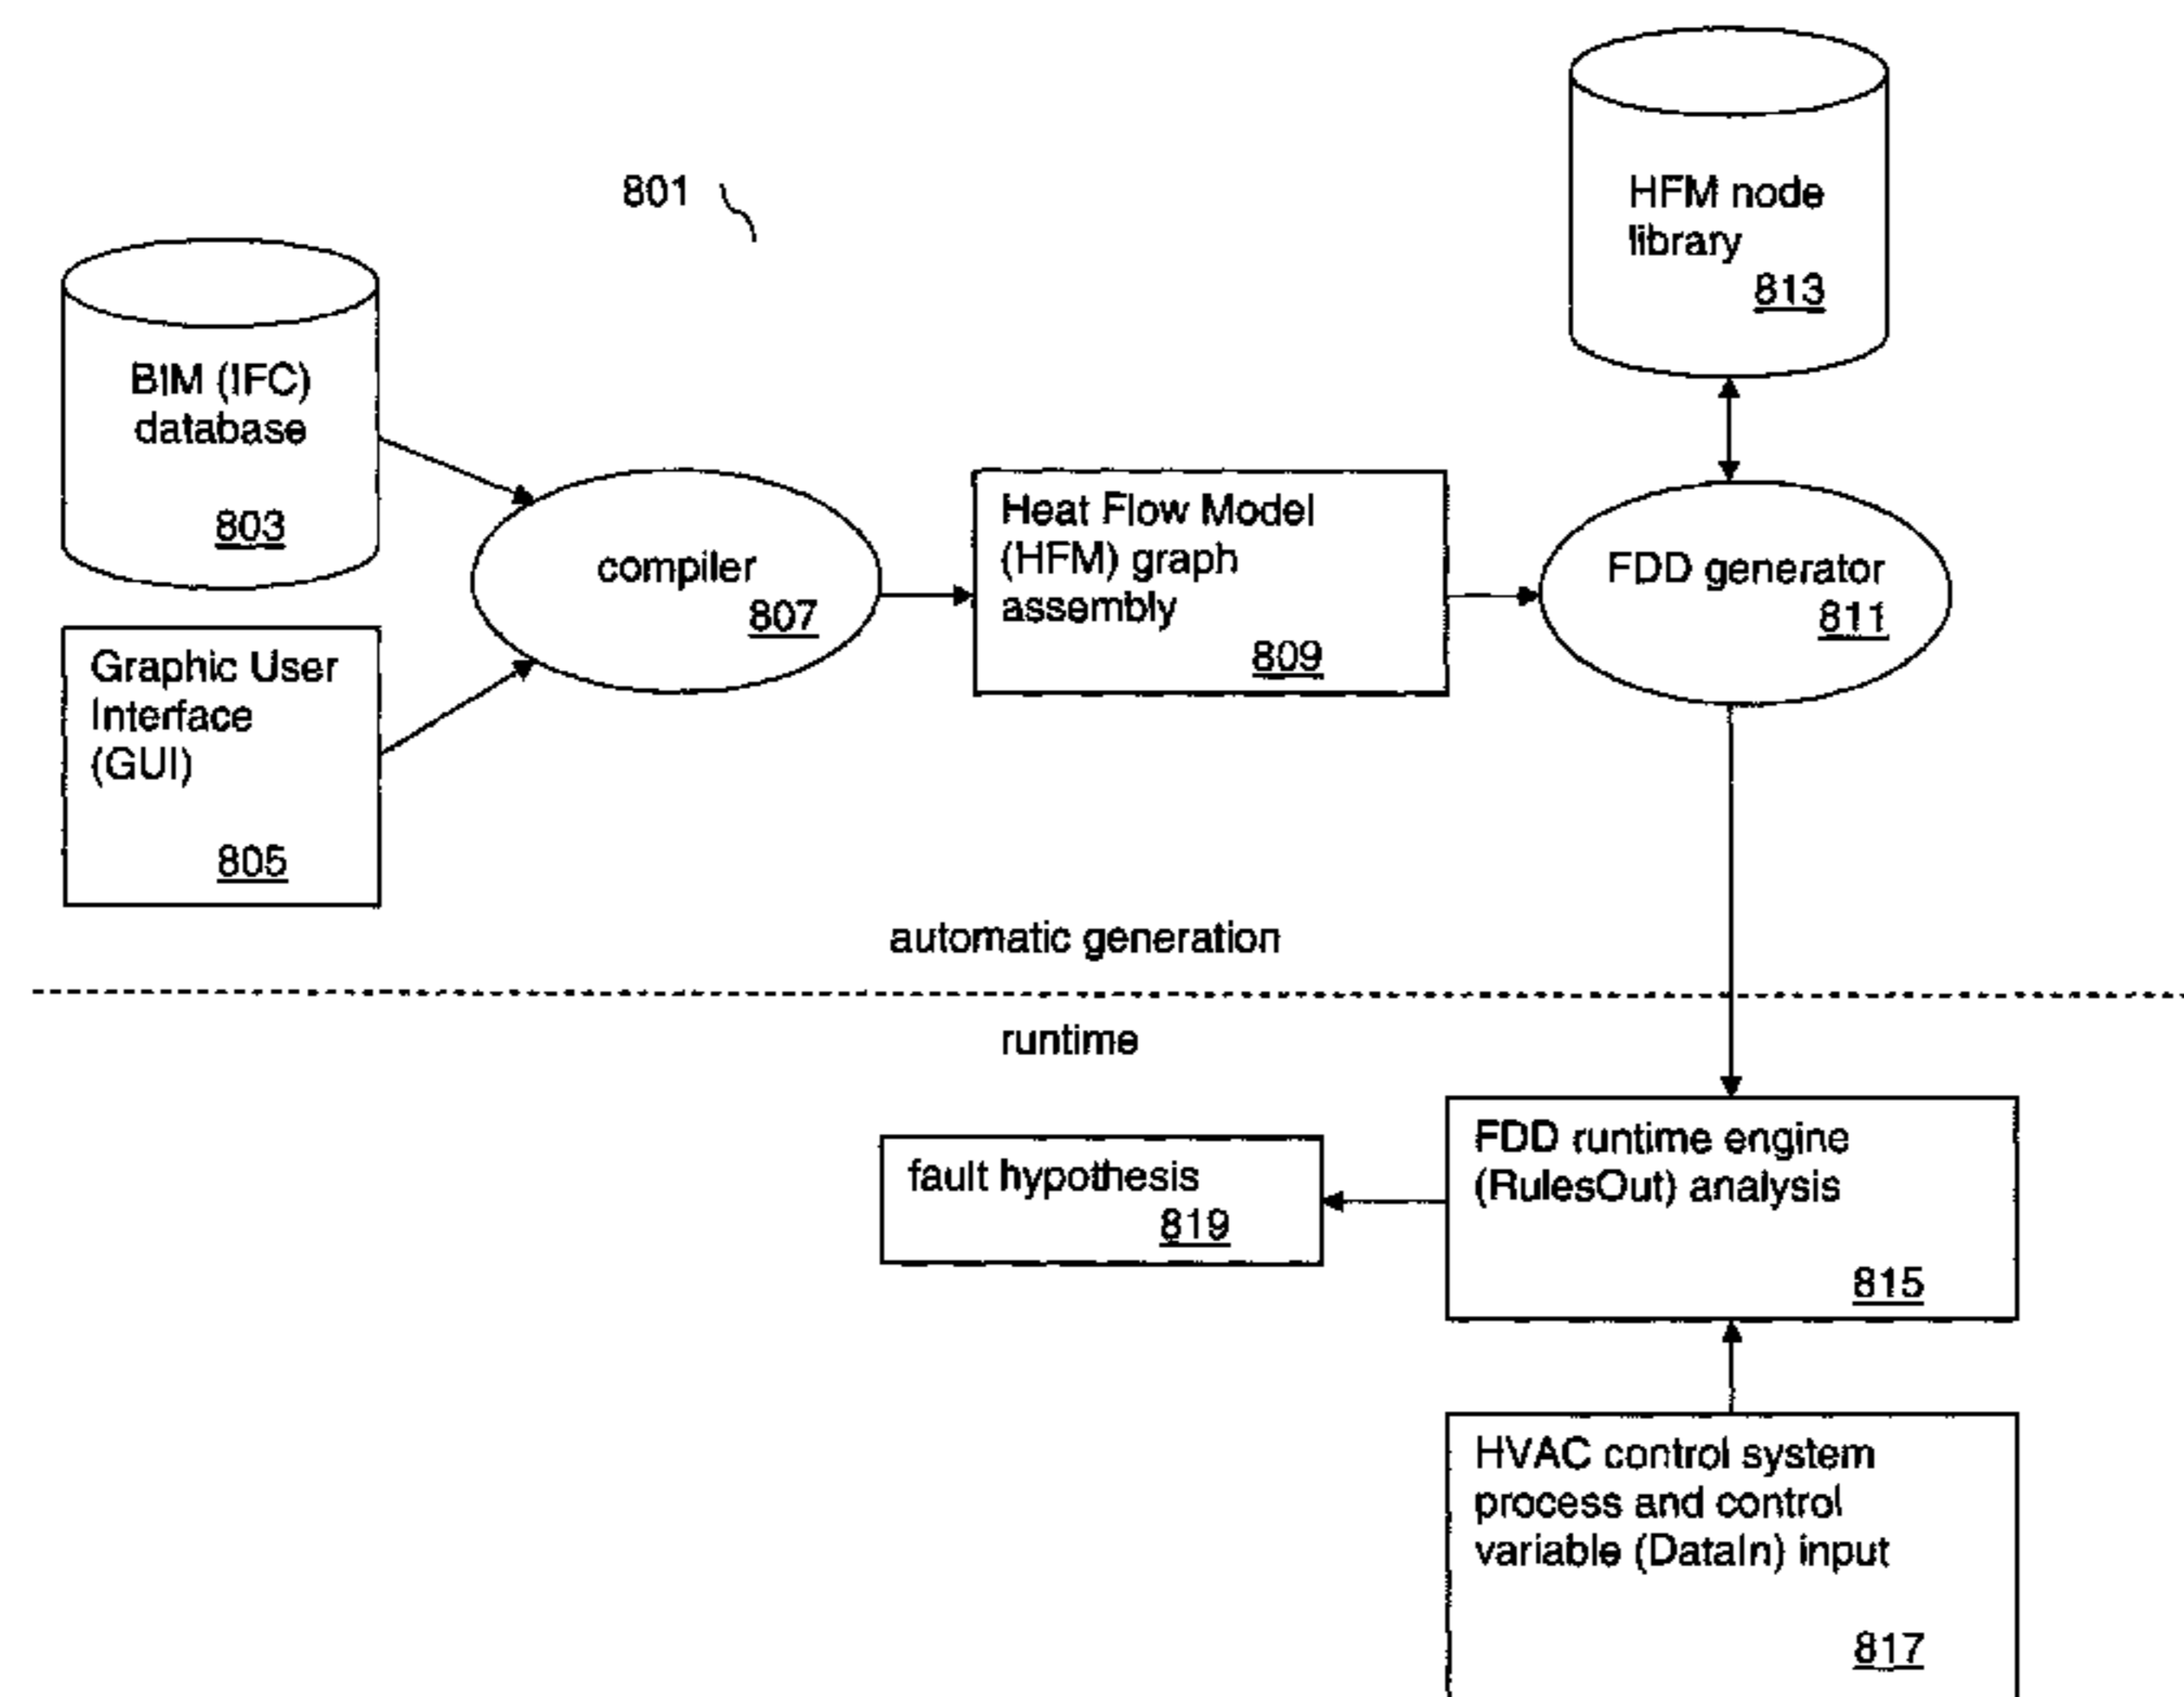 801
HFM node
library
813
BIM (IFC)
database
803
Graphic User
Interface
(GUI)
805
compiler
807
Heat Flow Model
(HFM) graph
assembly
809
FDD generator
811
automatic generation
runtime
fault hypothesis
819
FDD runtime engine
(RulesOut) analysis
815
HVAC control system
process and control
variable (DataIn) input
817